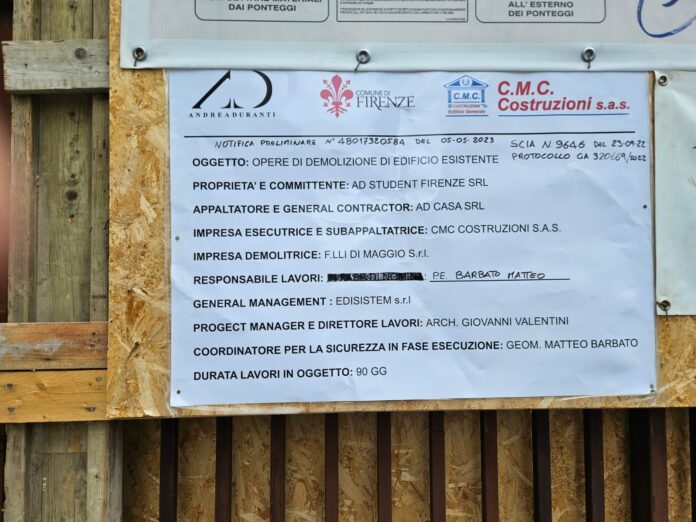 DAI PONTEGGI
ALL' ESTERNO
DEI PONTEGGI
AD
ANDREADURANTI
COMUNE DI
FIRENZE
C.M.C.
COSTRUZIONI
Edilizia Generale
C.M.C.
Costruzioni s.a.s.
NOTIFICA PRELIMINARE N° 48017320584 DEL 05-05-2023
SCIA N. 9646 DEL 23-09-22
PROTOCOLLO GA 320669/2022
OGGETTO: OPERE DI DEMOLIZIONE DI EDIFICIO ESISTENTE
PROPRIETA' E COMMITTENTE: AD STUDENT FIRENZE SRL
APPALTATORE E GENERAL CONTRACTOR: AD CASA SRL
IMPRESA ESECUTRICE E SUBAPPALTATRICE: CMC COSTRUZIONI S.A.S.
IMPRESA DEMOLITRICE: F.LLI DI MAGGIO S.r.l.
RESPONSABILE LAVORI: : PE. BARBATO MATTEO
GENERAL MANAGEMENT : EDISISTEM s.r.l
PROGECT MANAGER E DIRETTORE LAVORI: ARCH. GIOVANNI VALENTINI
COORDINATORE PER LA SICUREZZA IN FASE ESECUZIONE: GEOM. MATTEO BARBATO
DURATA LAVORI IN OGGETTO: 90 GG